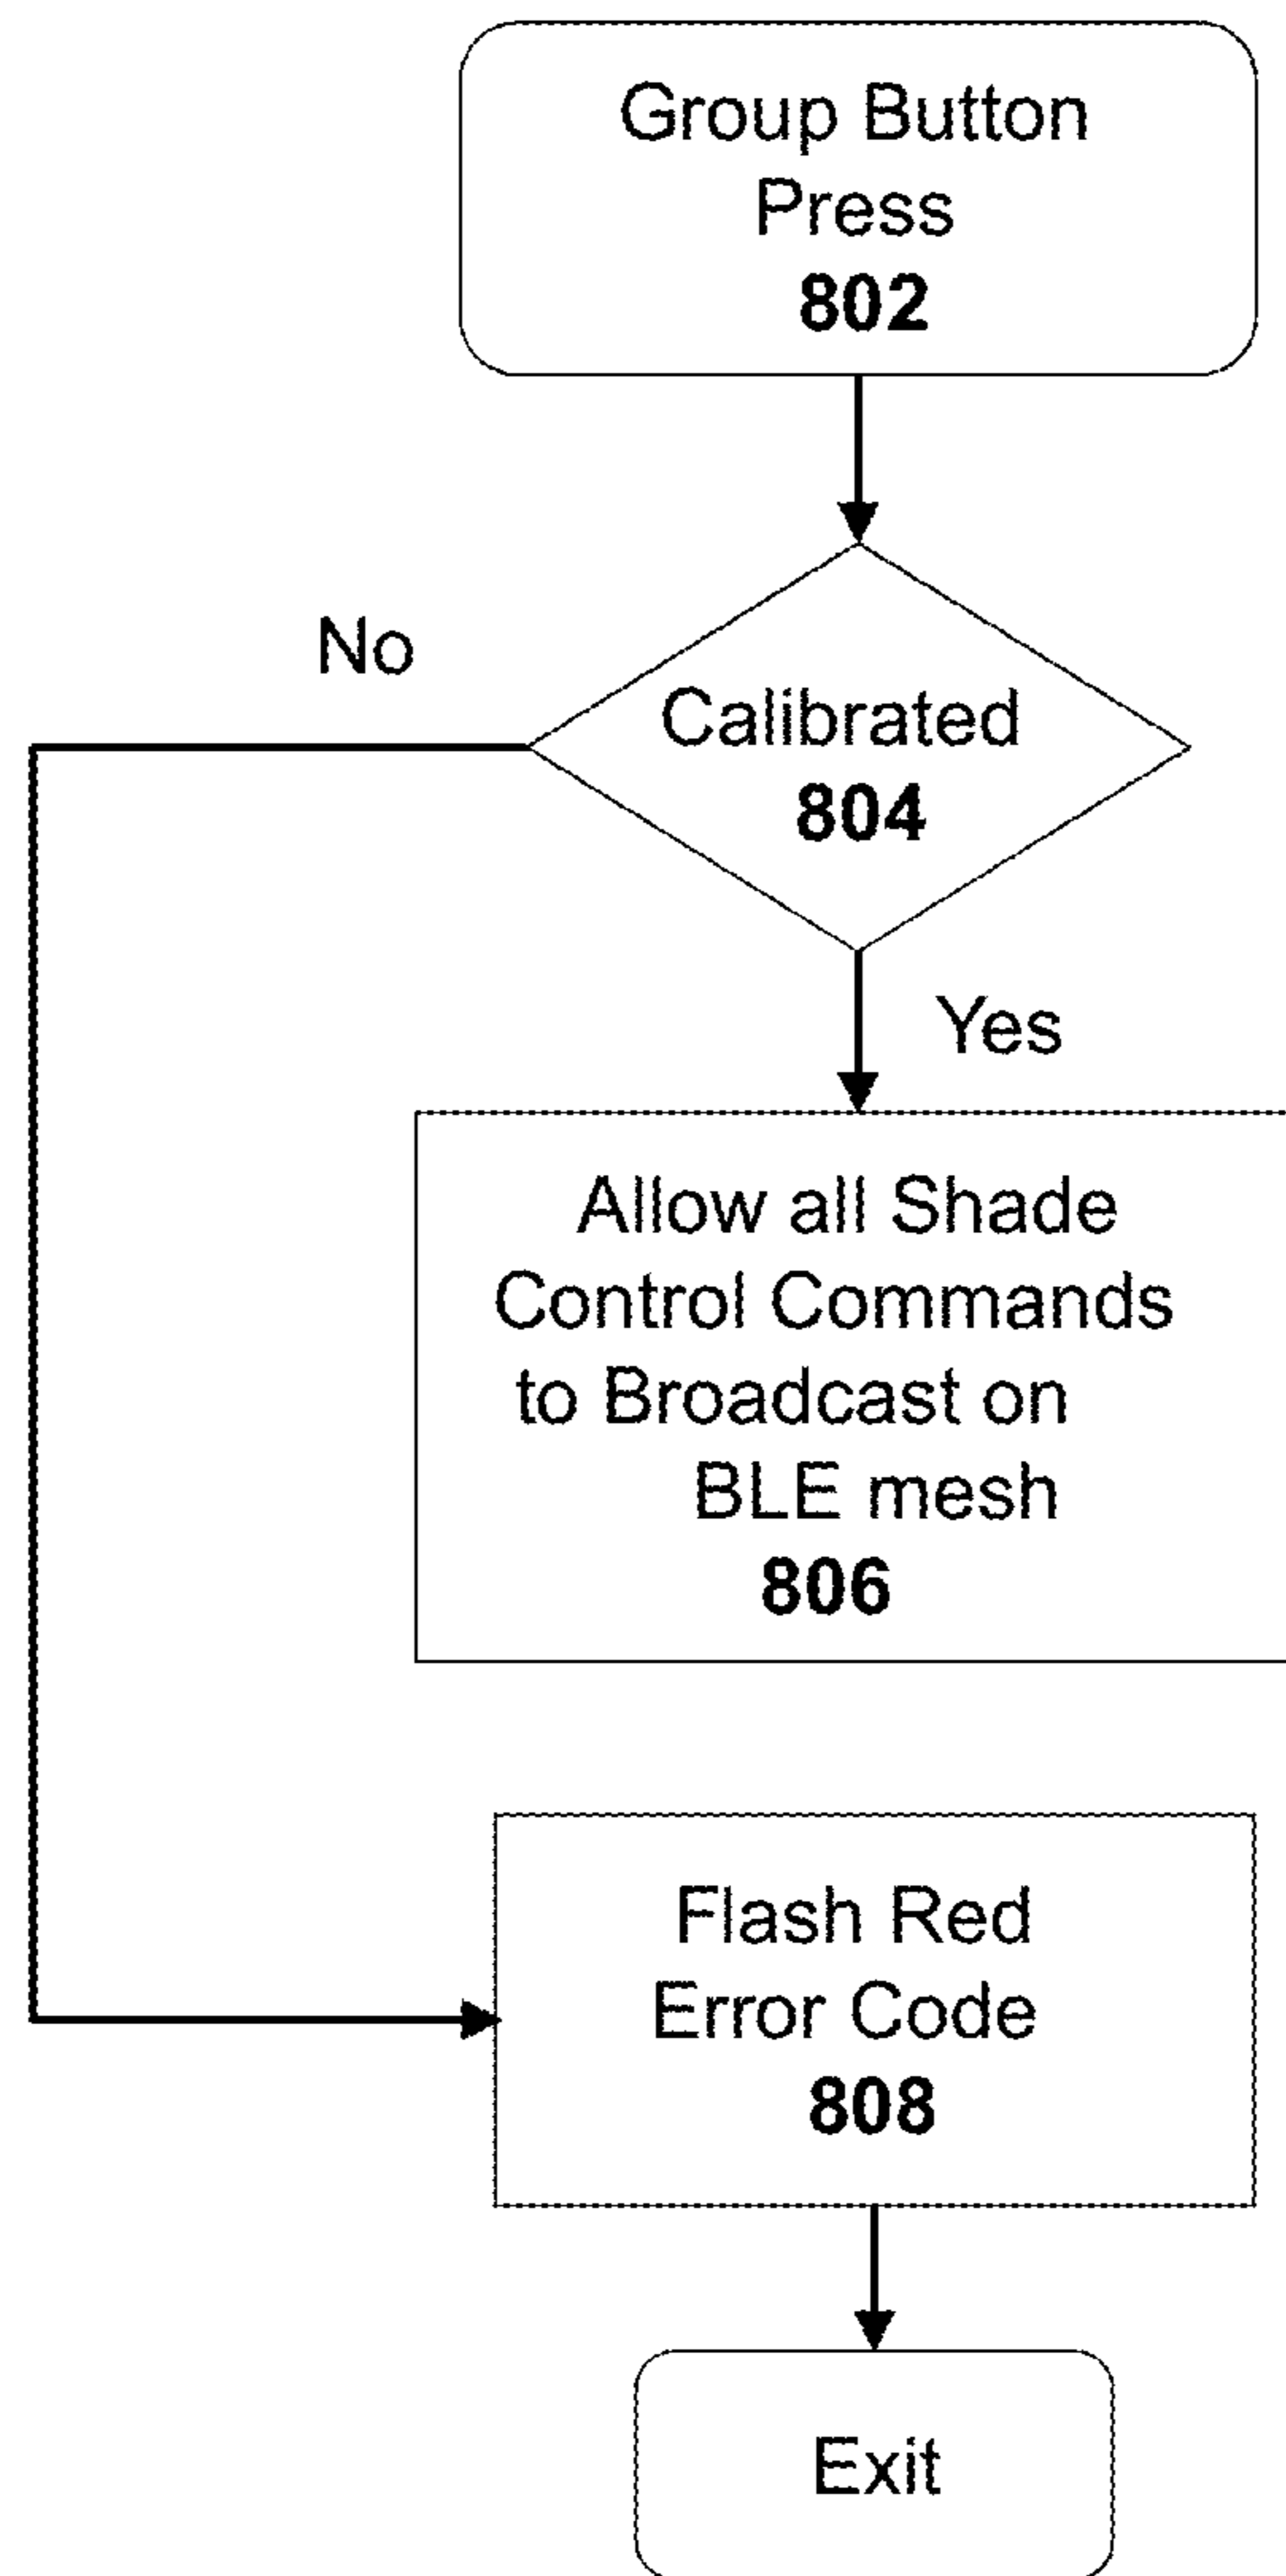 Group Button
Press
802
No
Calibrated
804
Yes
Allow all Shade
Control Commands
to Broadcast on
BLE mesh
806
Flash Red
Error Code
808
Exit